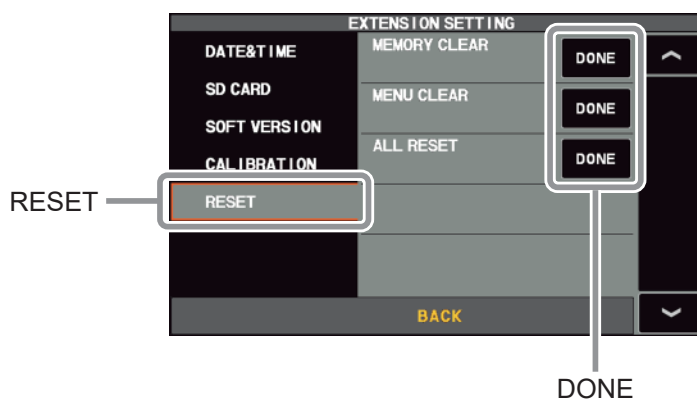 EXTENSION SETTING
DATE&TIME
MEMORY CLEAR
DONE
SD CARD
MENU CLEAR
DONE
SOFT VERSION
ALL RESET
DONE
CALIBRATION
RESET
RESET
BACK
DONE